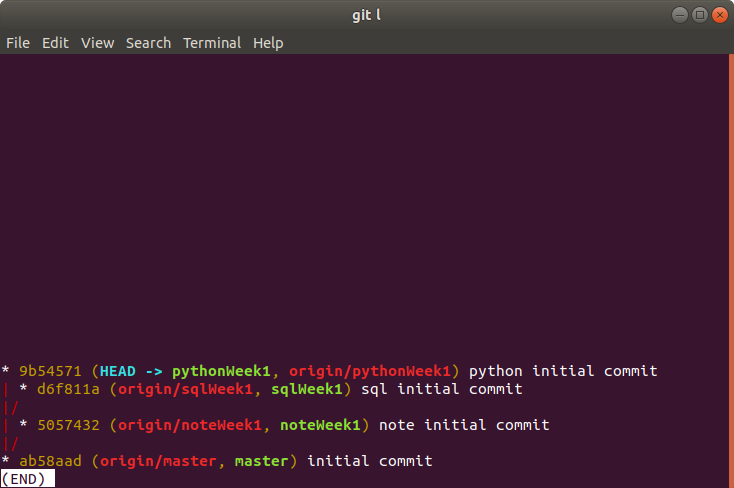 git l
File Edit View Search Terminal Help
* 9b54571 (HEAD -> pythonWeek1, origin/pythonWeek1) python initial commit
| * d6f811a (origin/sqlWeek1, sqlWeek1) sql initial commit
|/
| * 5057432 (origin/noteWeek1, noteWeek1) note initial commit
|/
* ab58aad (origin/master, master) initial commit
(END)